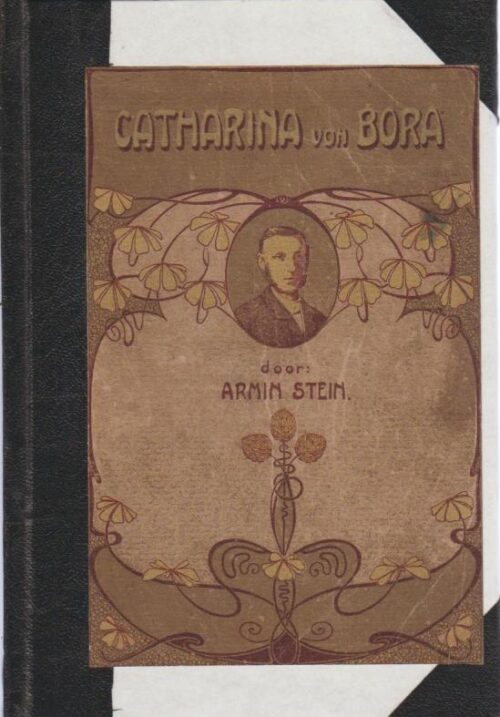 CATHARINA VON BORA
door:
ARMIN STEIN.